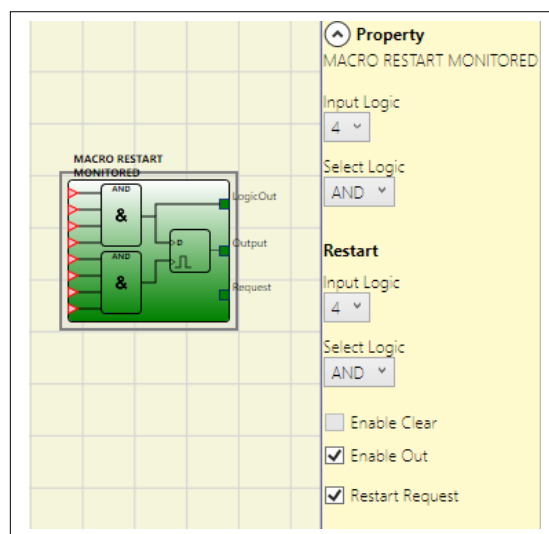 MACRO RESTART
MONITORED
AND
&
AND
&
D
LogicOut
Output
Request
Property
MACRO RESTART MONITORED
Input Logic
4
Select Logic
AND
Restart
Input Logic
4
Select Logic
AND
Enable Clear
Enable Out
Restart Request